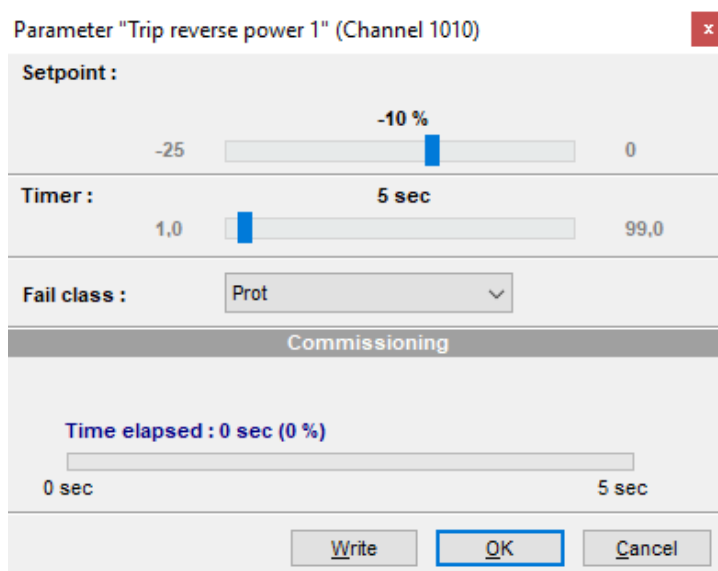 Parameter "Trip reverse power 1" (Channel 1010)
x
Setpoint :
-10 %
-25 0
Timer : 5 sec
1,0 99,0
Fail class : Prot
Commissioning
Time elapsed : 0 sec (0 %)
0 sec 5 sec
Write OK Cancel